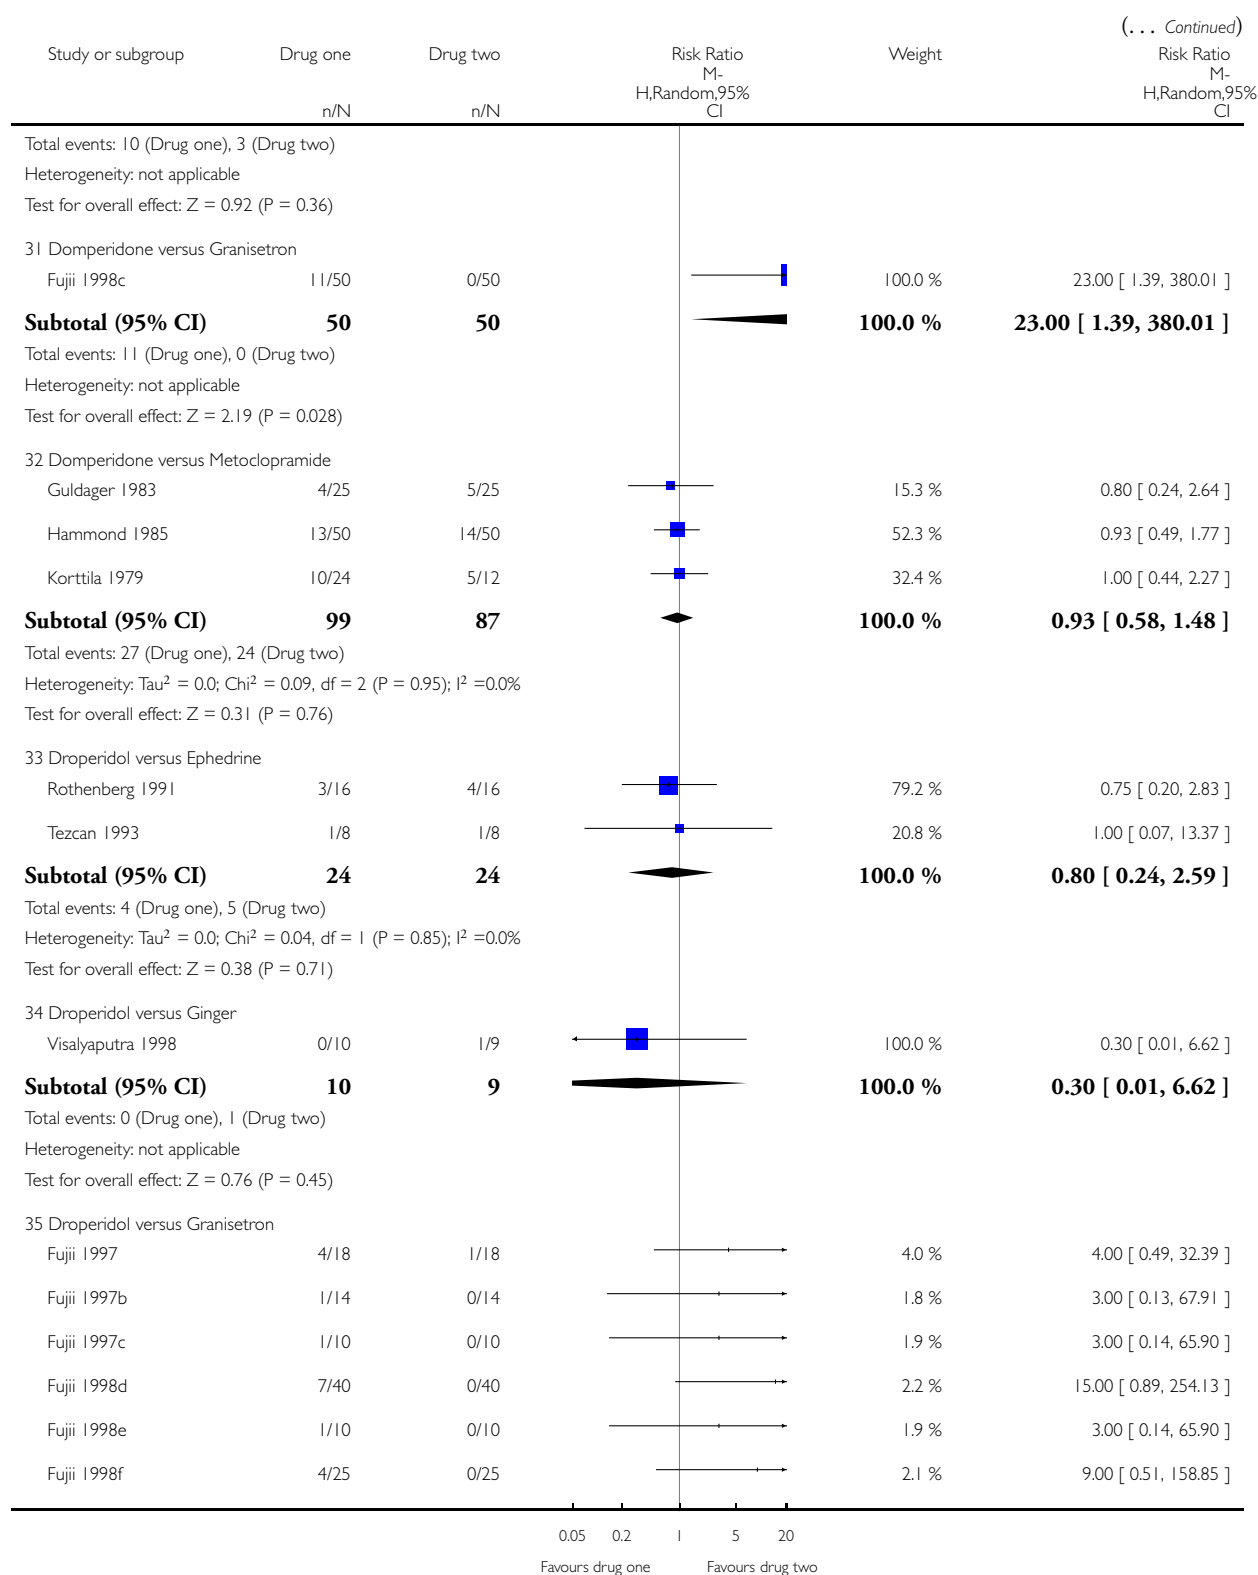 (... Continued)
Study or subgroup Drug one Drug two Risk Ratio Weight Risk Ratio
M- M-
H,Random,95% H,Random,95%
n/N n/N CI CI
Total events: 10 (Drug one), 3 (Drug two)
Heterogeneity: not applicable
Test for overall effect: Z = 0.92 (P = 0.36)
31 Domperidone versus Granisetron
Fujii 1998c 11/50 0/50 100.0 % 23.00 [ 1.39, 380.01 ]
Subtotal (95% CI) 50 50 100.0 % 23.00 [ 1.39, 380.01 ]
Total events: 11 (Drug one), 0 (Drug two)
Heterogeneity: not applicable
Test for overall effect: Z = 2.19 (P = 0.028)
32 Domperidone versus Metoclopramide
Guldager 1983 4/25 5/25 15.3 % 0.80 [ 0.24, 2.64 ]
Hammond 1985 13/50 14/50 52.3 % 0.93 [ 0.49, 1.77 ]
Korttila 1979 10/24 5/12 32.4 % 1.00 [ 0.44, 2.27 ]
Subtotal (95% CI) 99 87 100.0 % 0.93 [ 0.58, 1.48 ]
Total events: 27 (Drug one), 24 (Drug two)
Heterogeneity: Tau² = 0.0; Chi² = 0.09, df = 2 (P = 0.95); I² =0.0%
Test for overall effect: Z = 0.31 (P = 0.76)
33 Droperidol versus Ephedrine
Rothenberg 1991 3/16 4/16 79.2 % 0.75 [ 0.20, 2.83 ]
Tezcan 1993 1/8 1/8 20.8 % 1.00 [ 0.07, 13.37 ]
Subtotal (95% CI) 24 24 100.0 % 0.80 [ 0.24, 2.59 ]
Total events: 4 (Drug one), 5 (Drug two)
Heterogeneity: Tau² = 0.0; Chi² = 0.04, df = 1 (P = 0.85); I² =0.0%
Test for overall effect: Z = 0.38 (P = 0.71)
34 Droperidol versus Ginger
Visalyaputra 1998 0/10 1/9 100.0 % 0.30 [ 0.01, 6.62 ]
Subtotal (95% CI) 10 9 100.0 % 0.30 [ 0.01, 6.62 ]
Total events: 0 (Drug one), 1 (Drug two)
Heterogeneity: not applicable
Test for overall effect: Z = 0.76 (P = 0.45)
35 Droperidol versus Granisetron
Fujii 1997 4/18 1/18 4.0 % 4.00 [ 0.49, 32.39 ]
Fujii 1997b 1/14 0/14 1.8 % 3.00 [ 0.13, 67.91 ]
Fujii 1997c 1/10 0/10 1.9 % 3.00 [ 0.14, 65.90 ]
Fujii 1998d 7/40 0/40 2.2 % 15.00 [ 0.89, 254.13 ]
Fujii 1998e 1/10 0/10 1.9 % 3.00 [ 0.14, 65.90 ]
Fujii 1998f 4/25 0/25 2.1 % 9.00 [ 0.51, 158.85 ]
0.05 0.2 1 5 20
Favours drug one Favours drug two